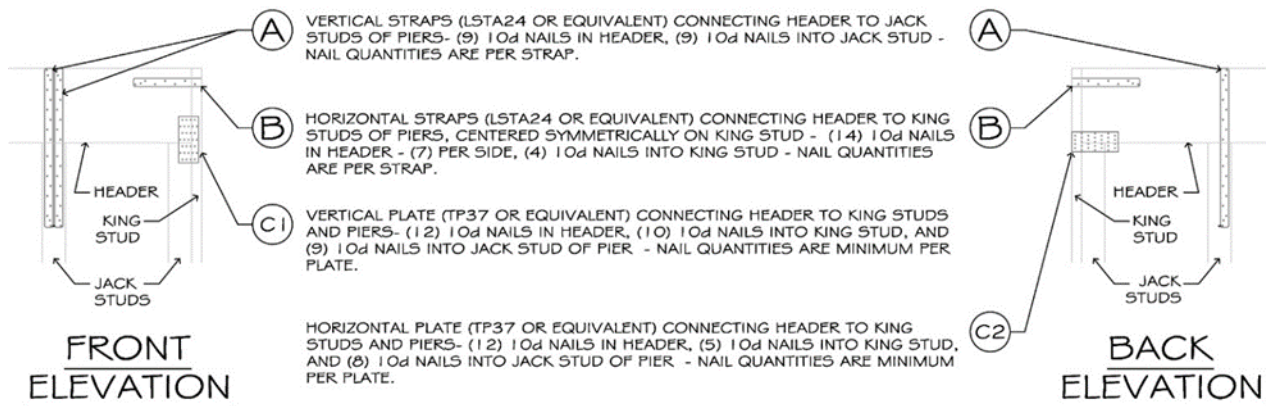 A
VERTICAL STRAPS (LSTA24 OR EQUIVALENT) CONNECTING HEADER TO JACK
STUDS OF PIERS- (9) 10d NAILS IN HEADER, (9) 10d NAILS INTO JACK STUD -
NAIL QUANTITIES ARE PER STRAP.
A
B
HORIZONTAL STRAPS (LSTA24 OR EQUIVALENT) CONNECTING HEADER TO KING
STUDS OF PIERS, CENTERED SYMMETRICALLY ON KING STUD - (14) 10d NAILS
IN HEADER - (7) PER SIDE, (4) 10d NAILS INTO KING STUD - NAIL QUANTITIES
ARE PER STRAP.
B
HEADER
KING
STUD
JACK
STUDS
C1
VERTICAL PLATE (TP37 OR EQUIVALENT) CONNECTING HEADER TO KING STUDS
AND PIERS- (12) 10d NAILS IN HEADER, (10) 10d NAILS INTO KING STUD, AND
(9) 10d NAILS INTO JACK STUD OF PIER - NAIL QUANTITIES ARE MINIMUM PER
PLATE.
HEADER
KING
STUD
JACK
STUDS
HORIZONTAL PLATE (TP37 OR EQUIVALENT) CONNECTING HEADER TO KING
STUDS AND PIERS- (12) 10d NAILS IN HEADER, (5) 10d NAILS INTO KING STUD,
AND (8) 10d NAILS INTO JACK STUD OF PIER - NAIL QUANTITIES ARE MINIMUM
PER PLATE.
C2
FRONT
ELEVATION
BACK
ELEVATION